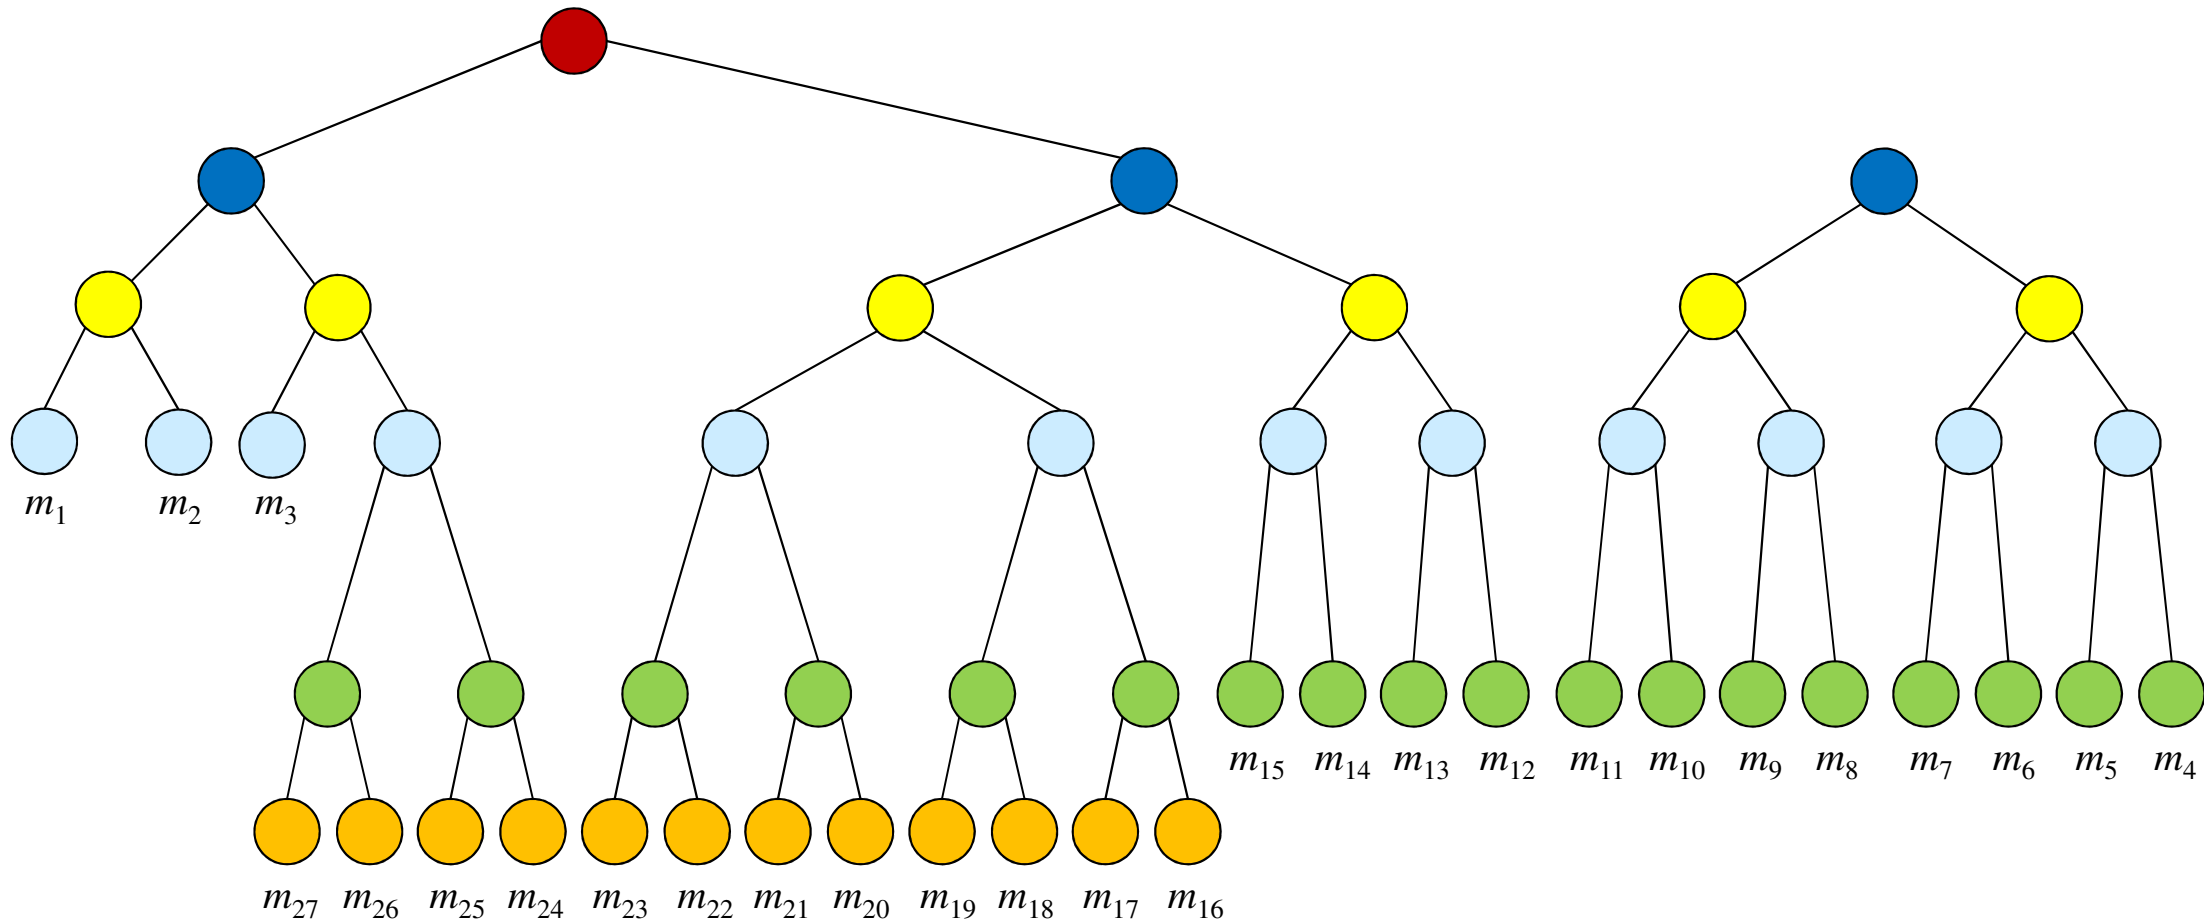 m₁ m₂ m₃
m₁₅ m₁₄ m₁₃ m₁₂ m₁₁ m₁₀ m₉ m₈ m₇ m₆ m₅ m₄
m₂₇ m₂₆ m₂₅ m₂₄ m₂₃ m₂₂ m₂₁ m₂₀ m₁₉ m₁₈ m₁₇ m₁₆